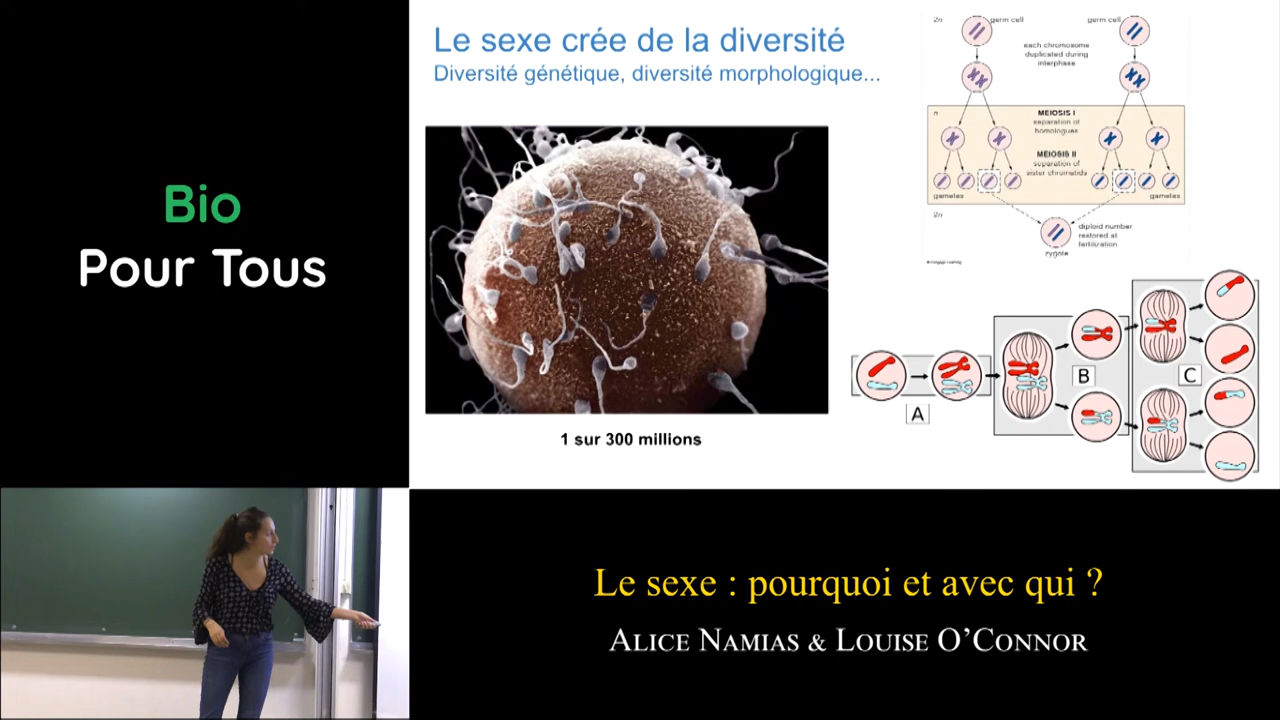 Bio
Pour Tous
Le sexe crée de la diversité
Diversité génétique, diversité morphologique...
1 sur 300 millions
2n
germ cell
germ cell
each chromosome
duplicated during
interphase
n
MEIOSIS I
separation of
homologues
MEIOSIS II
separation of
sister chromatids
gametes
gametes
2n
diploid number
restored at
fertilization
zygote
A
B
C
Le sexe : pourquoi et avec qui ?
ALICE NAMIAS & LOUISE O'CONNOR